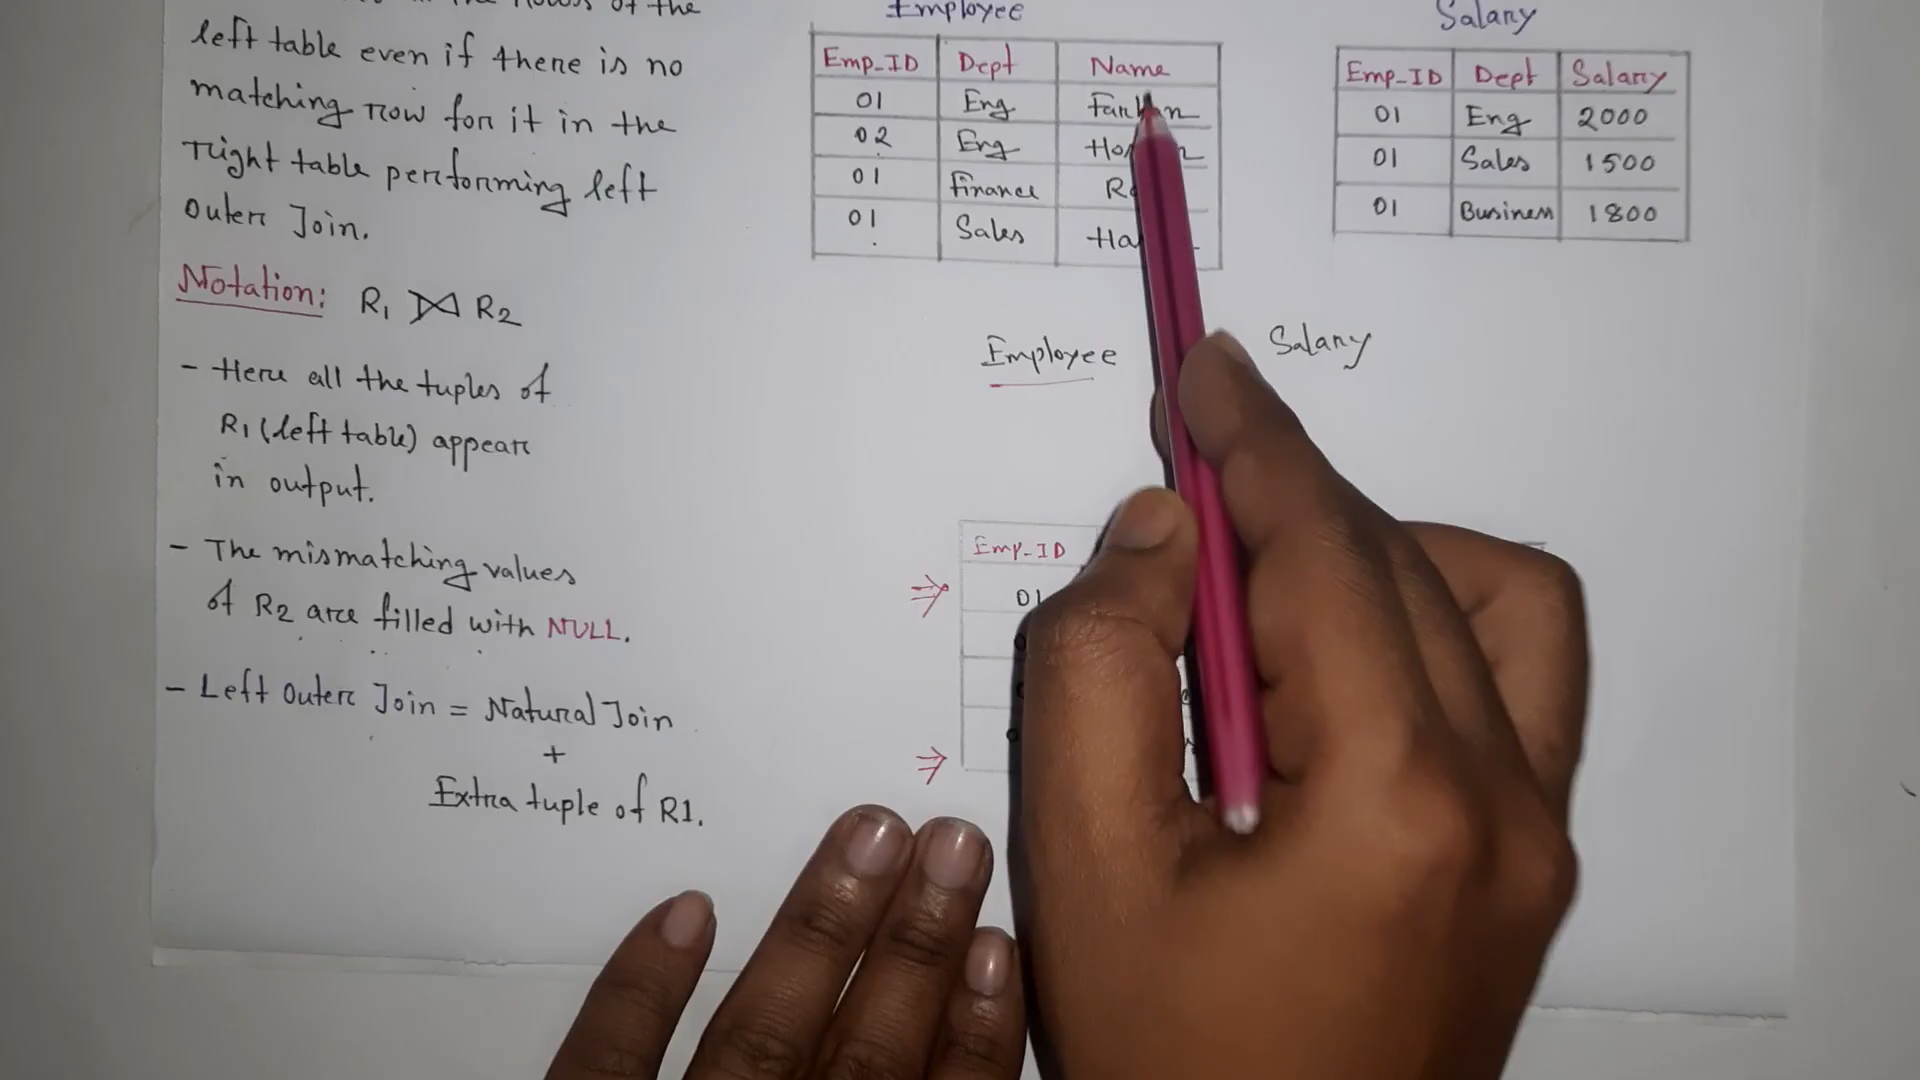 of the
left table even if there is no
matching row for it in the
right table performing left
Outer Join.
Notation: R1 ⟕ R2
- Here all the tuples of
R1 (left table) appear
in output.
- The mismatching values
of R2 are filled with NULL.
- Left Outer Join = Natural Join
+
Extra tuple of R1.
Employee
Emp_ID Dept Name
01 Eng
02 Eng
01 Finance
01 Sales
Salary
Emp_ID Dept Salary
01 Eng 2000
01 Sales 1500
01 Business 1800
Employee Salary
Emp_ID
⇒ 01
⇒